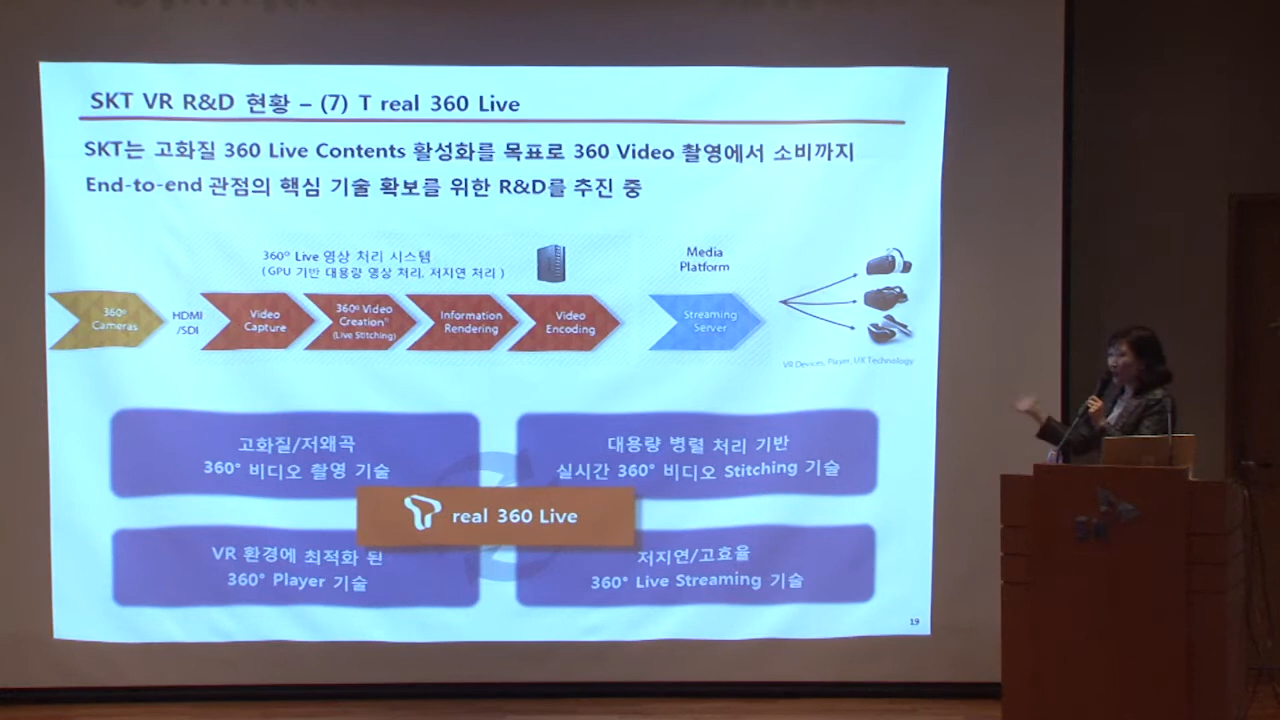 SKT VR R&D 현황 – (7) T real 360 Live
SKT는 고화질 360 Live Contents 활성화를 목표로 360 Video 촬영에서 소비까지
End-to-end 관점의 핵심 기술 확보를 위한 R&D를 추진 중
360º Live 영상 처리 시스템
( GPU 기반 대용량 영상 처리, 저지연 처리 )
Media
Platform
360º
Cameras
HDMI
/SDI
Video
Capture
360º Video
Creation
(Live Stitching)
Information
Rendering
Video
Encoding
Streaming
Server
VR Devices, Player, UX Technology
고화질/저왜곡
360° 비디오 촬영 기술
대용량 병렬 처리 기반
실시간 360° 비디오 Stitching 기술
real 360 Live
VR 환경에 최적화 된
360° Player 기술
저지연/고효율
360° Live Streaming 기술
19